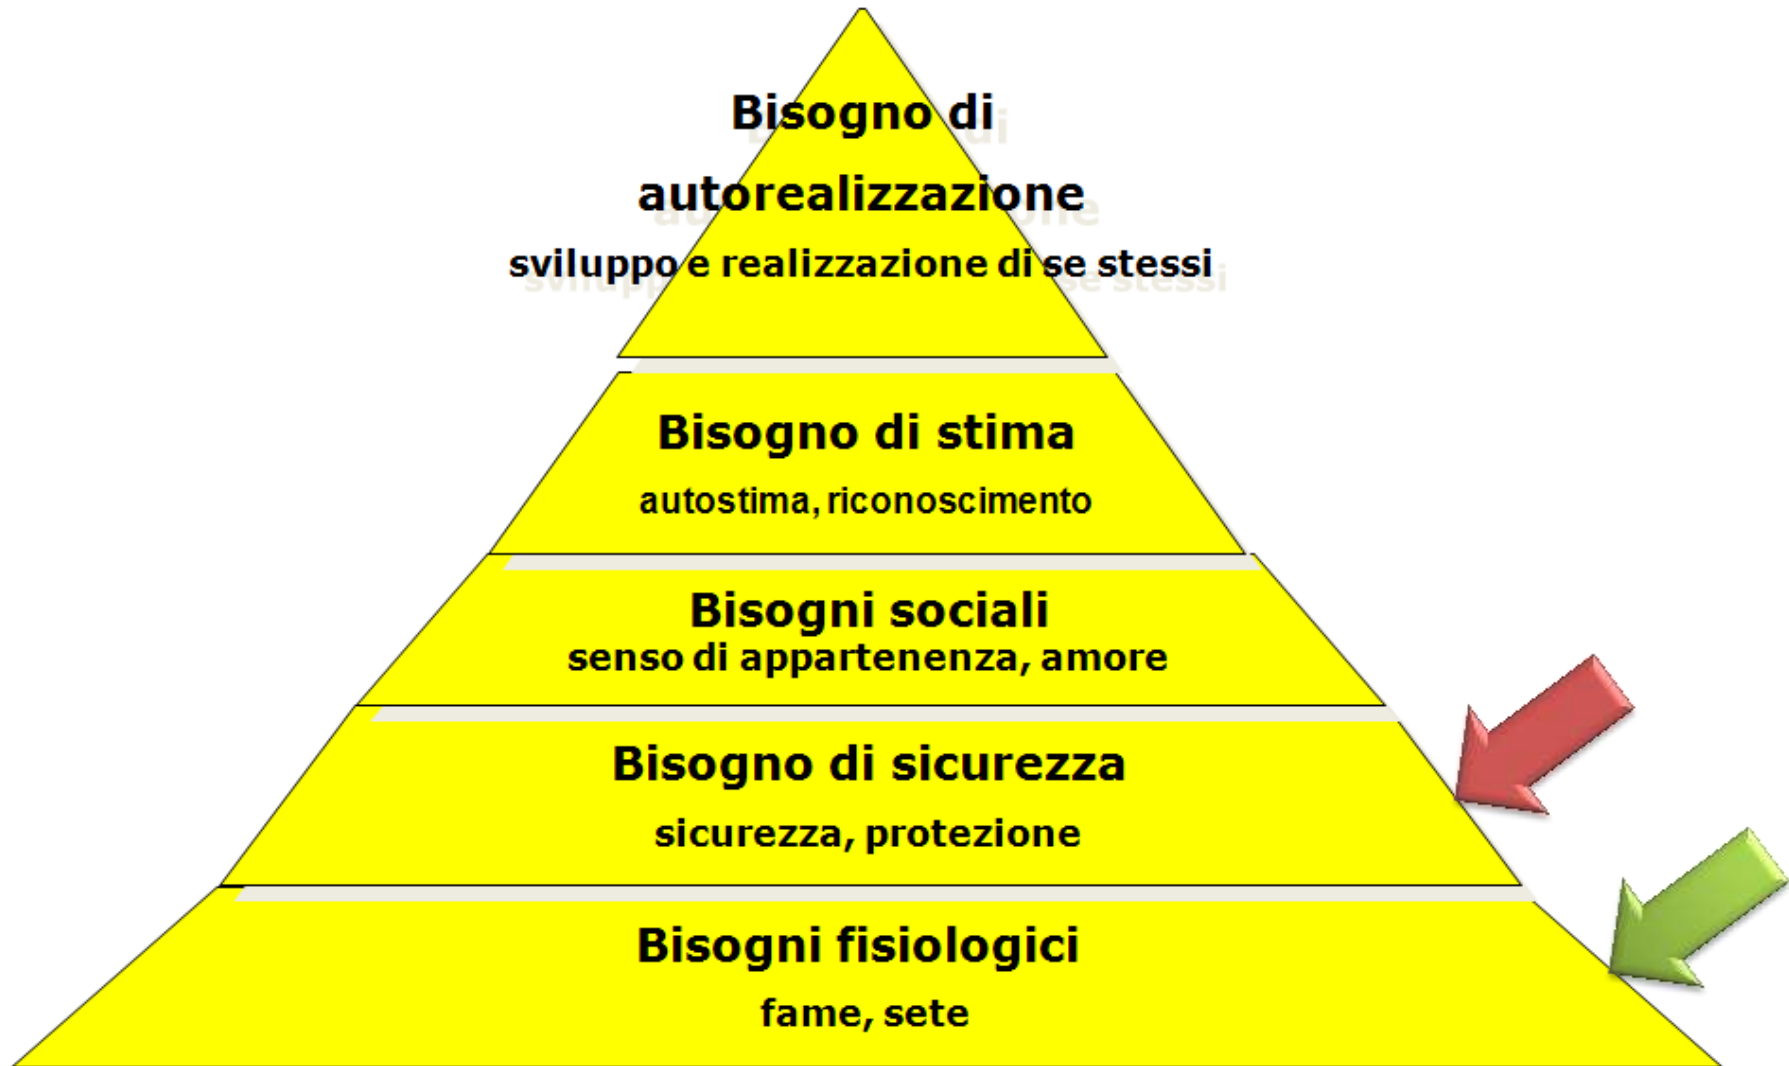 Bisogno di
autorealizzazione
sviluppo e realizzazione di se stessi
Bisogno di stima
autostima, riconoscimento
Bisogni sociali
senso di appartenenza, amore
Bisogno di sicurezza
sicurezza, protezione
Bisogni fisiologici
fame, sete